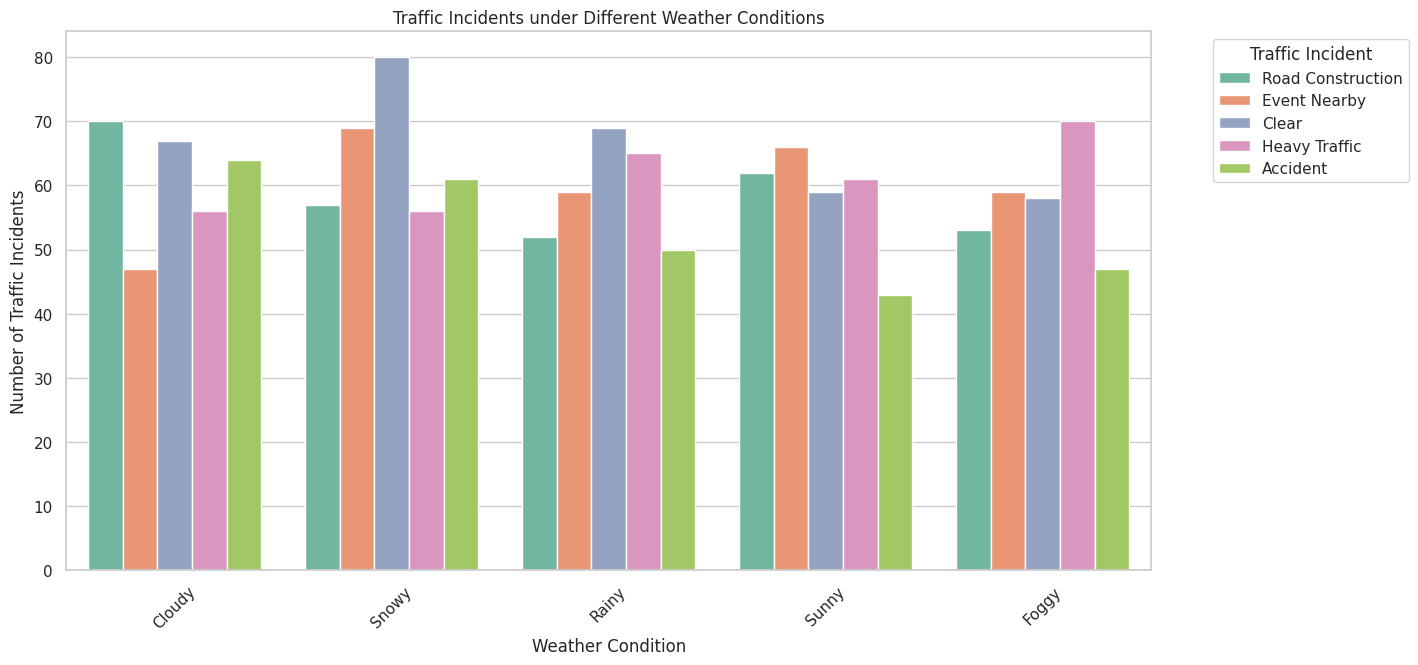 Traffic Incidents under Different Weather Conditions
Number of Traffic Incidents
80
70
60
50
40
30
20
10
0
Cloudy
Snowy
Rainy
Sunny
Foggy
Weather Condition
Traffic Incident
Road Construction
Event Nearby
Clear
Heavy Traffic
Accident